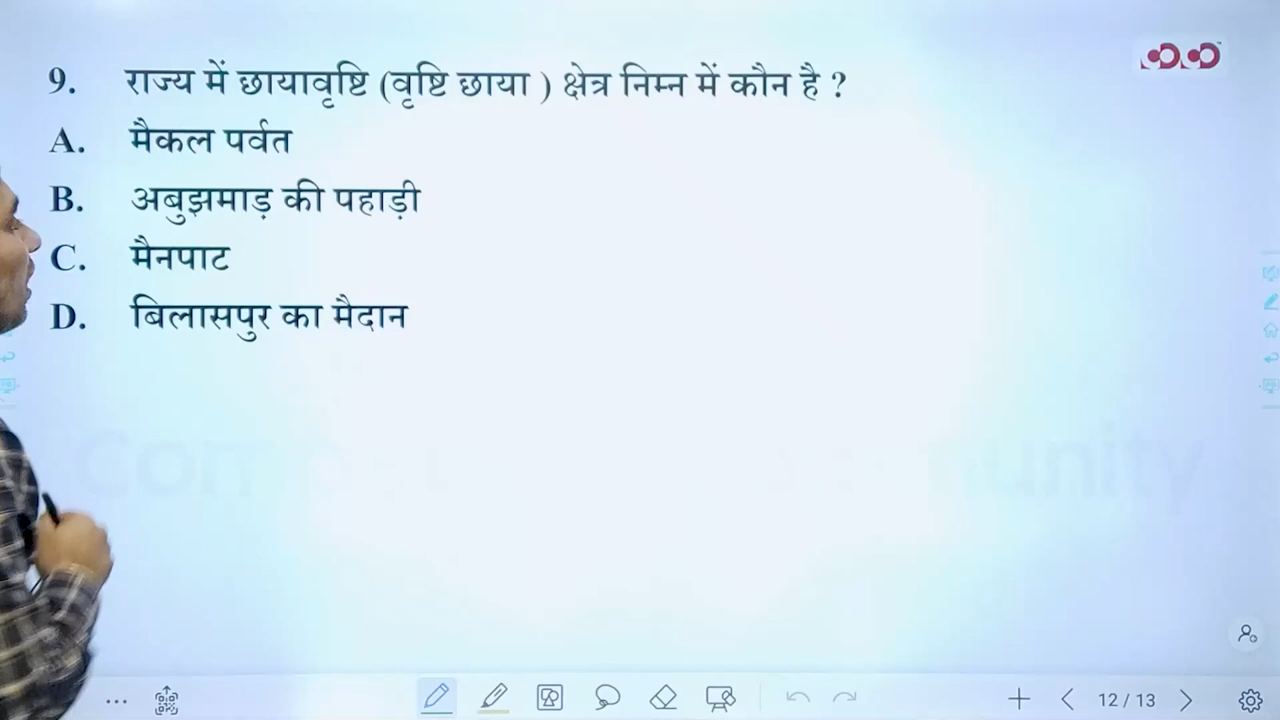 9. राज्य में छायावृष्टि (वृष्टि छाया ) क्षेत्र निम्न में कौन है ?
A. मैकल पर्वत
B. अबुझमाड़ की पहाड़ी
C. मैनपाट
D. बिलासपुर का मैदान
12 / 13